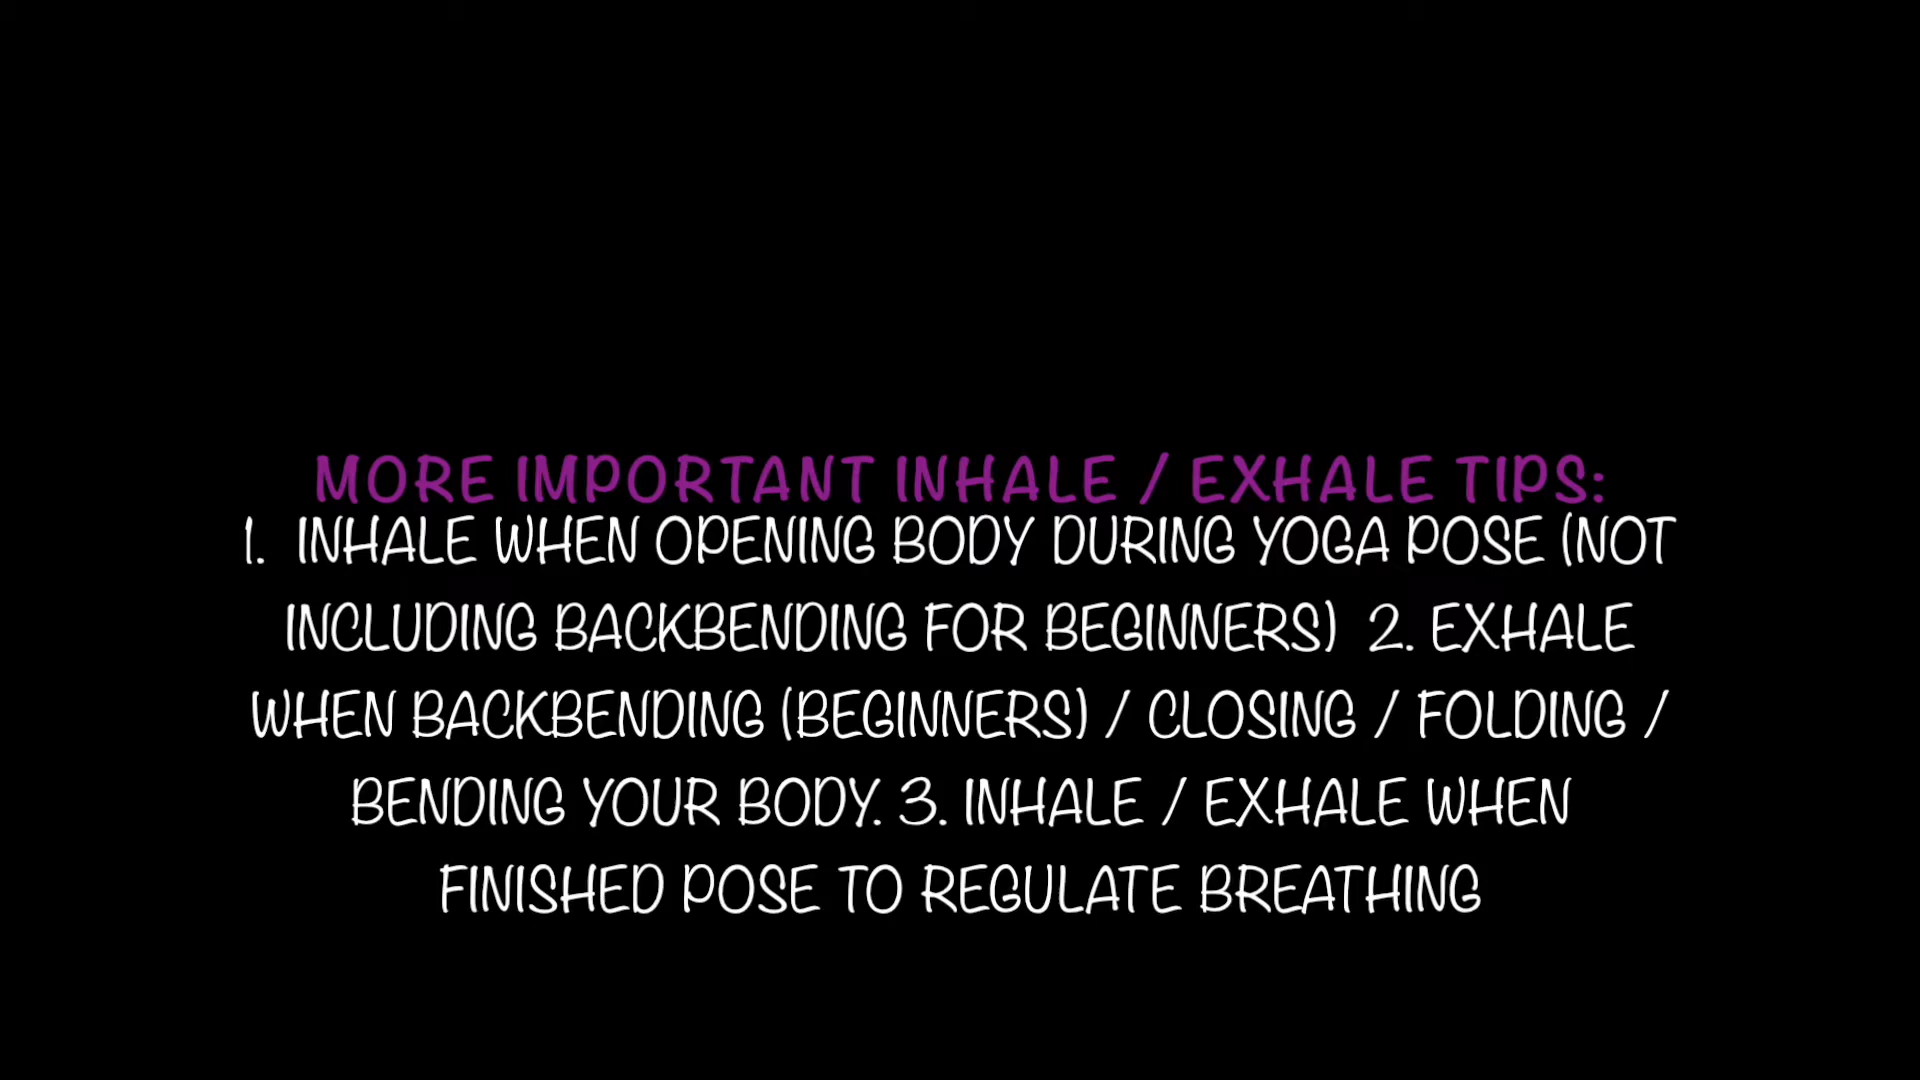 MORE IMPORTANT INHALE / EXHALE TIPS:
1. INHALE WHEN OPENING BODY DURING YOGA POSE (NOT
INCLUDING BACKBENDING FOR BEGINNERS) 2. EXHALE
WHEN BACKBENDING (BEGINNERS) / CLOSING / FOLDING /
BENDING YOUR BODY. 3. INHALE / EXHALE WHEN
FINISHED POSE TO REGULATE BREATHING